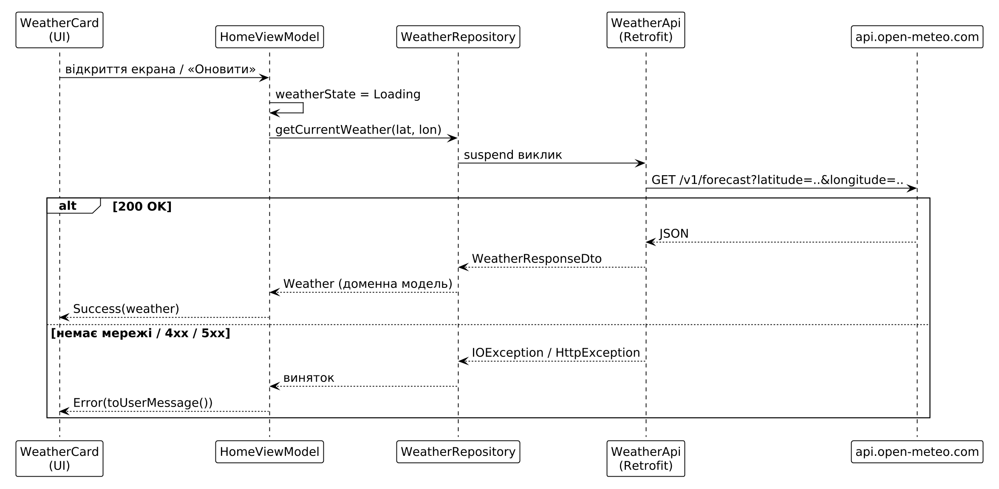 WeatherCard
(UI)
HomeViewModel
WeatherRepository
WeatherApi
(Retrofit)
api.open-meteo.com
відкриття екрана / «Оновити»
weatherState = Loading
getCurrentWeather(lat, lon)
suspend виклик
GET /v1/forecast?latitude=..&longitude=..
alt [200 OK]
JSON
WeatherResponseDto
Weather (доменна модель)
Success(weather)
[немає мережі / 4xx / 5xx]
IOException / HttpException
виняток
Error(toUserMessage())
WeatherCard
(UI)
HomeViewModel
WeatherRepository
WeatherApi
(Retrofit)
api.open-meteo.com